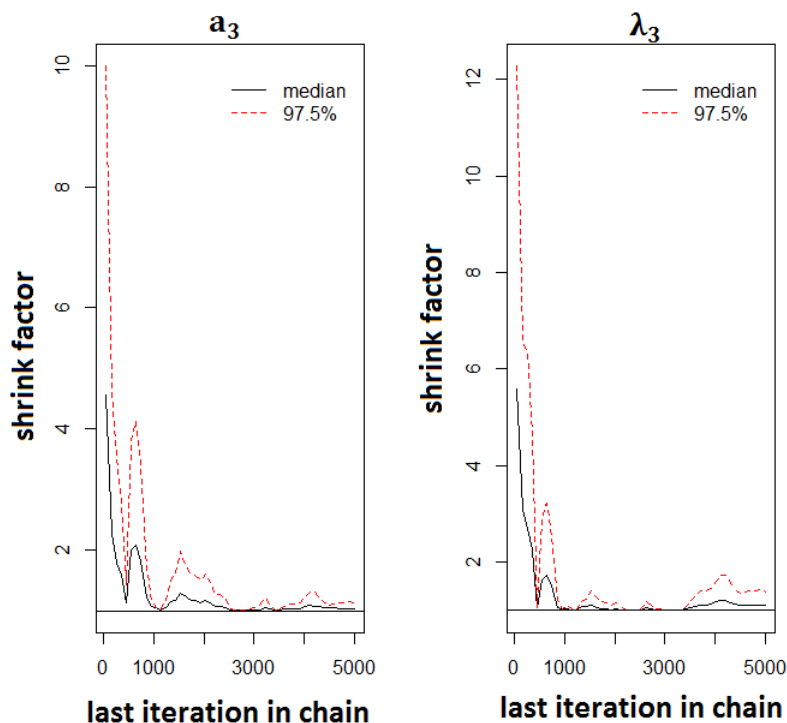 a3
shrink factor
10
8
6
4
2
median
97.5%
0 1000 3000 5000
last iteration in chain
λ3
shrink factor
12
10
8
6
4
2
median
97.5%
0 1000 3000 5000
last iteration in chain